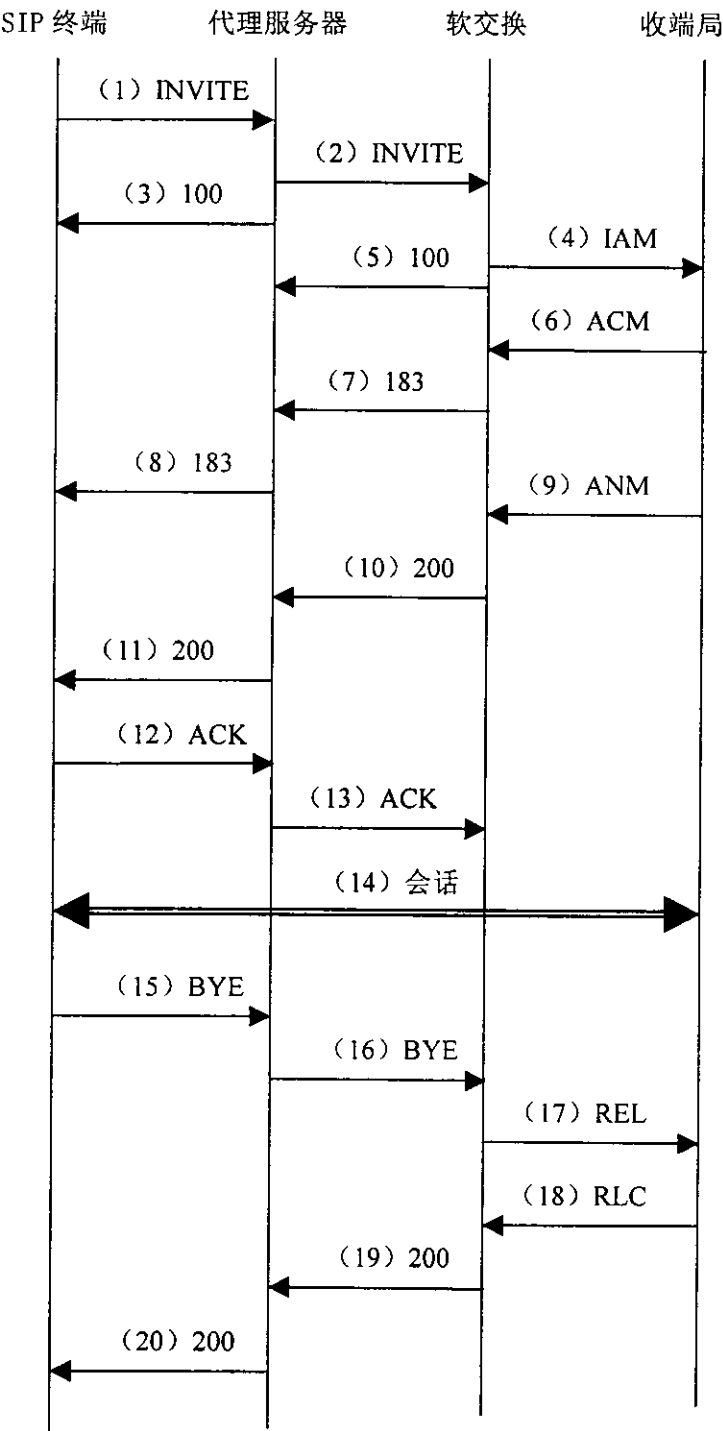 SIP 终端 代理服务器 软交换 收端局
(1) INVITE
(2) INVITE
(3) 100
(4) IAM
(5) 100
(6) ACM
(7) 183
(8) 183
(9) ANM
(10) 200
(11) 200
(12) ACK
(13) ACK
(14) 会话
(15) BYE
(16) BYE
(17) REL
(18) RLC
(19) 200
(20) 200